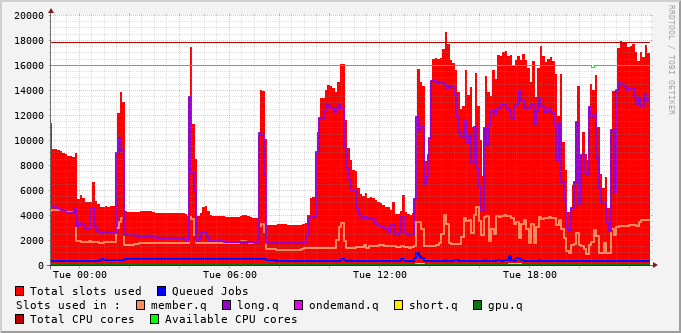 RRDTOOL / TOBI OETIKER
20000
18000
16000
14000
12000
10000
8000
6000
4000
2000
0
Tue 00:00 Tue 06:00 Tue 12:00 Tue 18:00
Total slots used Queued Jobs
Slots used in : member.q long.q ondemand.q short.q gpu.q
Total CPU cores Available CPU cores